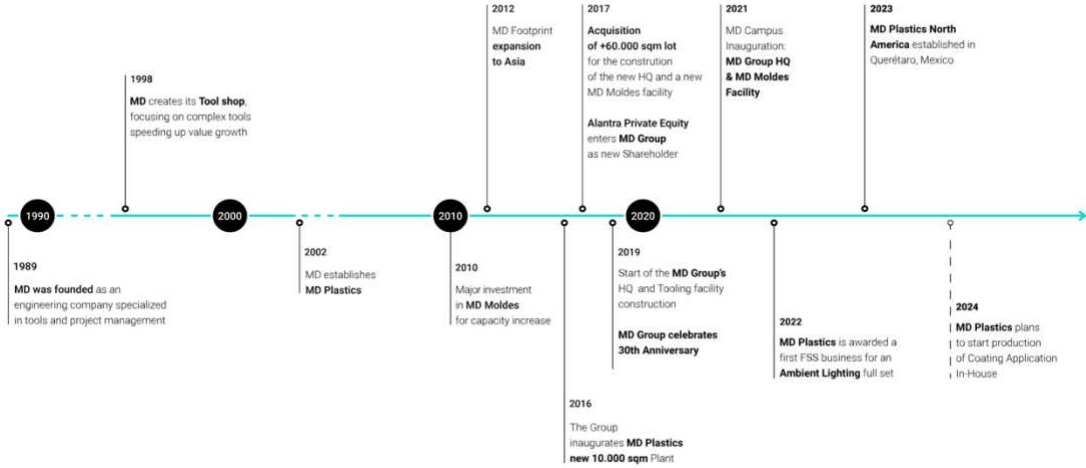 1989
MD was founded as an
engineering company specialized
in tools and project management
1990
1998
MD creates its Tool shop,
focusing on complex tools
speeding up value growth
2000
2002
MD establishes
MD Plastics
2010
2010
Major investment
in MD Moldes
for capacity increase
2012
MD Footprint
expansion
to Asia
2016
The Group
inaugurates MD Plastics
new 10.000 sqm Plant
2017
Acquisition
of +60.000 sqm lot
for the constrution
of the new HQ and a new
MD Moldes facility
Alantra Private Equity
enters MD Group
as new Shareholder
2019
Start of the MD Group's
HQ and Tooling facility
construction
MD Group celebrates
30th Anniversary
2020
2021
MD Campus
Inauguration:
MD Group HQ
& MD Moldes
Facility
2022
MD Plastics is awarded a
first FSS business for an
Ambient Lighting full set
2023
MD Plastics North
America established in
Querétaro, Mexico
2024
MD Plastics plans
to start production
of Coating Application
In-House